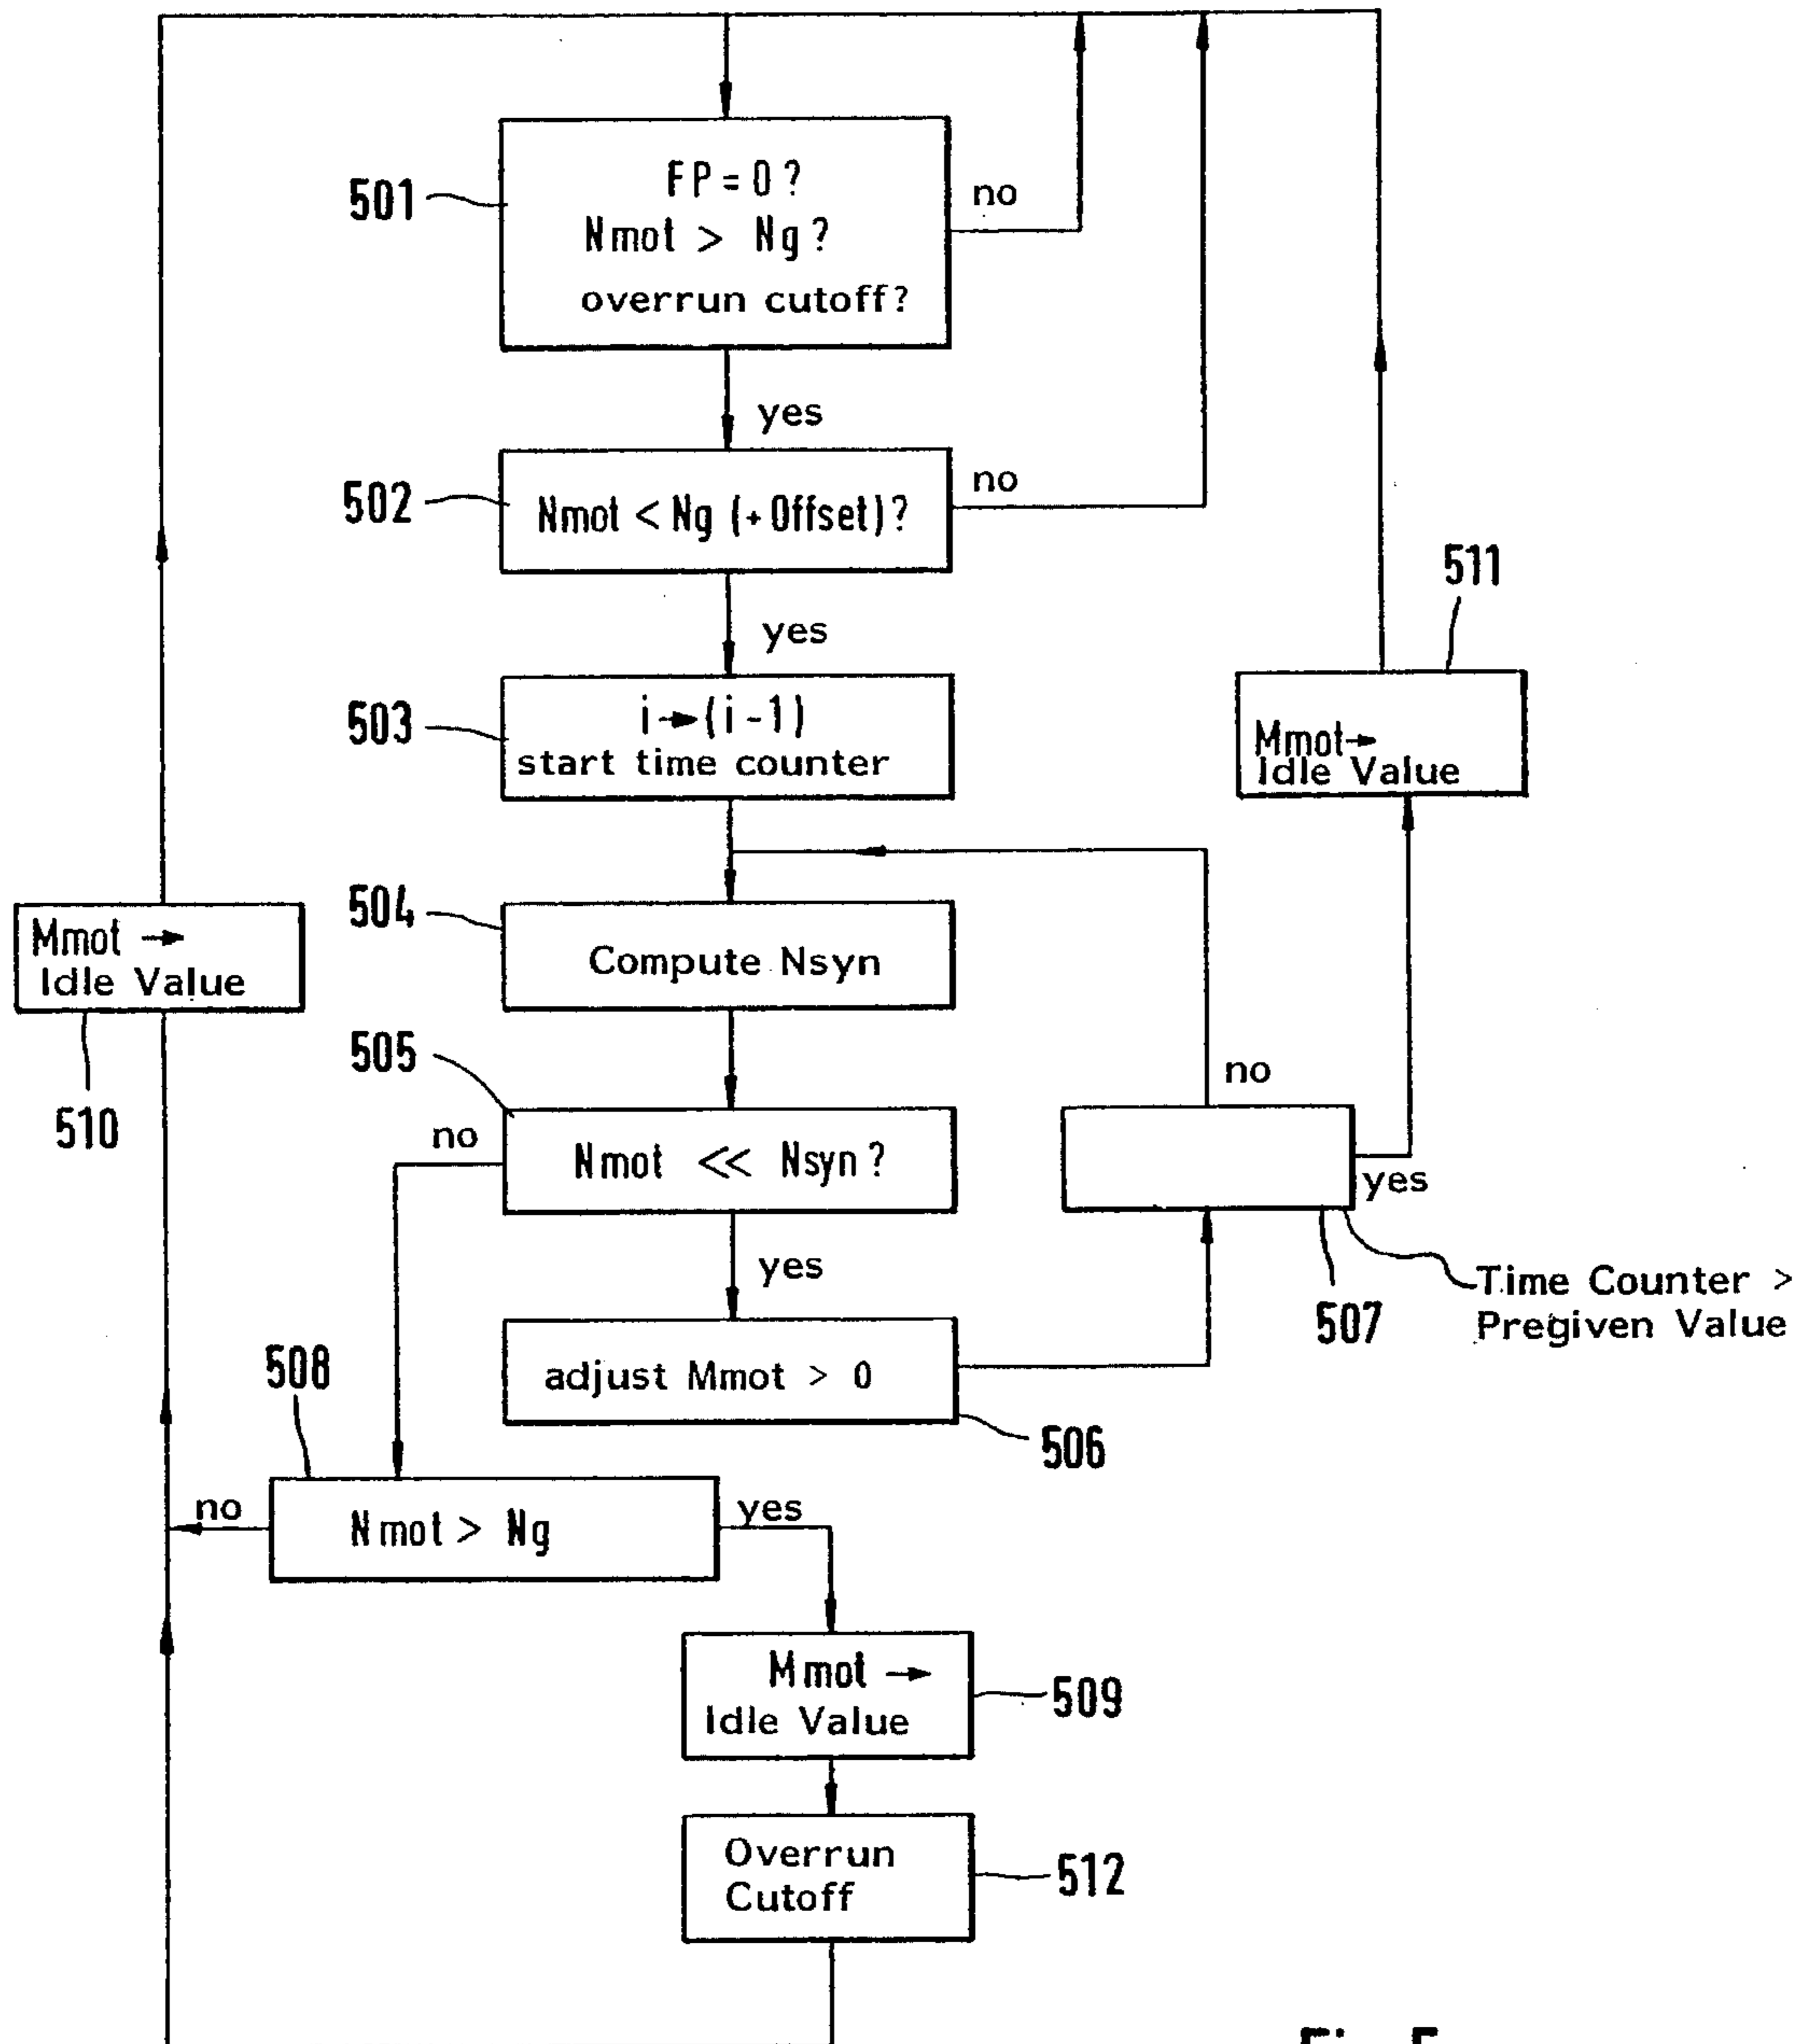 501
FP = 0 ?
Nmot > Ng ?
overrun cutoff?
no
yes
502
Nmot < Ng (+ Offset) ?
no
yes
503
i → (i - 1)
start time counter
511
Mmot →
Idle Value
504
Compute Nsyn
Mmot →
Idle Value
510
505
Nmot << Nsyn ?
no
yes
no
yes
507
Time Counter >
Pregiven Value
adjust Mmot > 0
506
508
Nmot > Ng
no
yes
Mmot →
Idle Value
509
Overrun
Cutoff
512